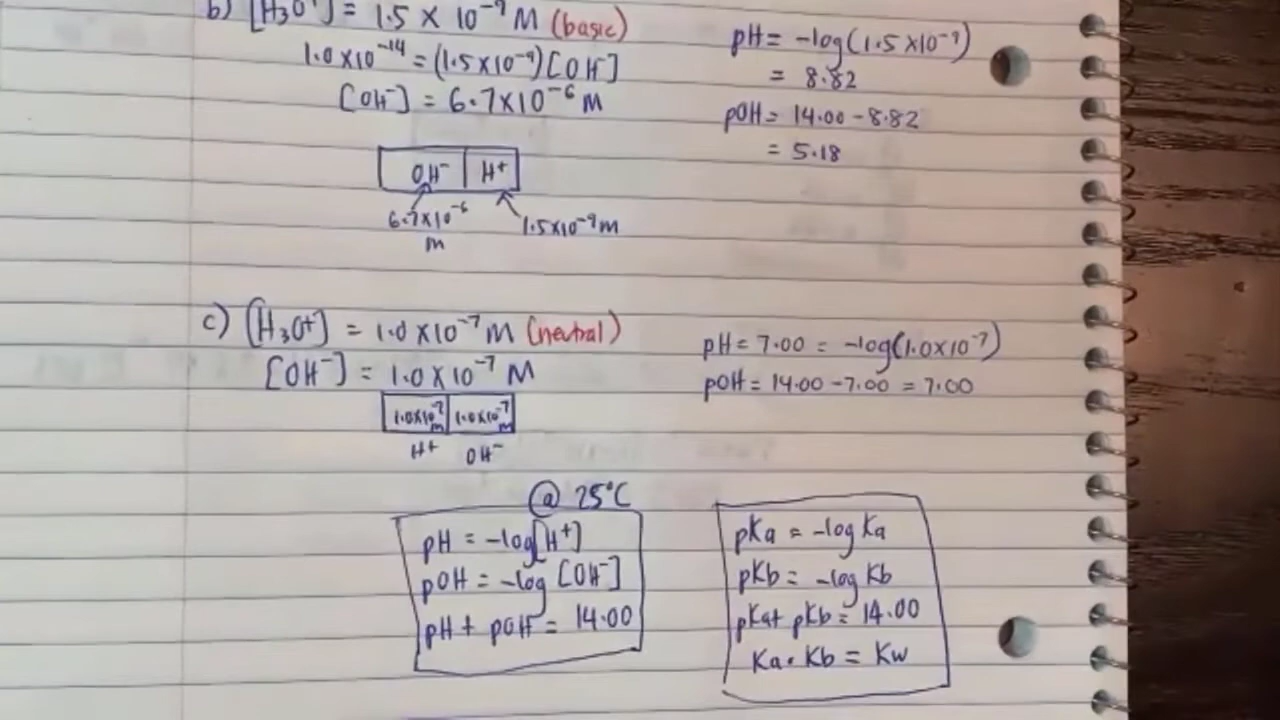 b) [H₃O⁺] = 1.5 × 10⁻⁹ M (basic)
1.0×10⁻¹⁴ = (1.5×10⁻⁹)[OH⁻]
[OH⁻] = 6.7×10⁻⁶ M
pH = -log(1.5×10⁻⁹)
= 8.82
pOH = 14.00 - 8.82
= 5.18
OH⁻ H⁺
6.7×10⁻⁶ 1.5×10⁻⁹M
M
c) [H₃O⁺] = 1.0×10⁻⁷ M (neutral)
[OH⁻] = 1.0×10⁻⁷ M
pH = 7.00 = -log(1.0×10⁻⁷)
pOH = 14.00 - 7.00 = 7.00
1.0×10⁻⁷ M 1.0×10⁻⁷ M
H⁺ OH⁻
@ 25°C
pH = -log[H⁺]
pOH = -log [OH⁻]
pH + pOH = 14.00
pKa = -log Ka
pKb = -log Kb
pKa + pKb = 14.00
Ka · Kb = Kw